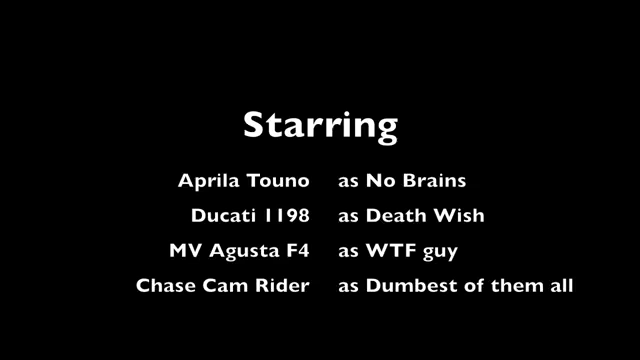 Starring
Aprila Touno as No Brains
Ducati 1198 as Death Wish
MV Agusta F4 as WTF guy
Chase Cam Rider as Dumbest of them all